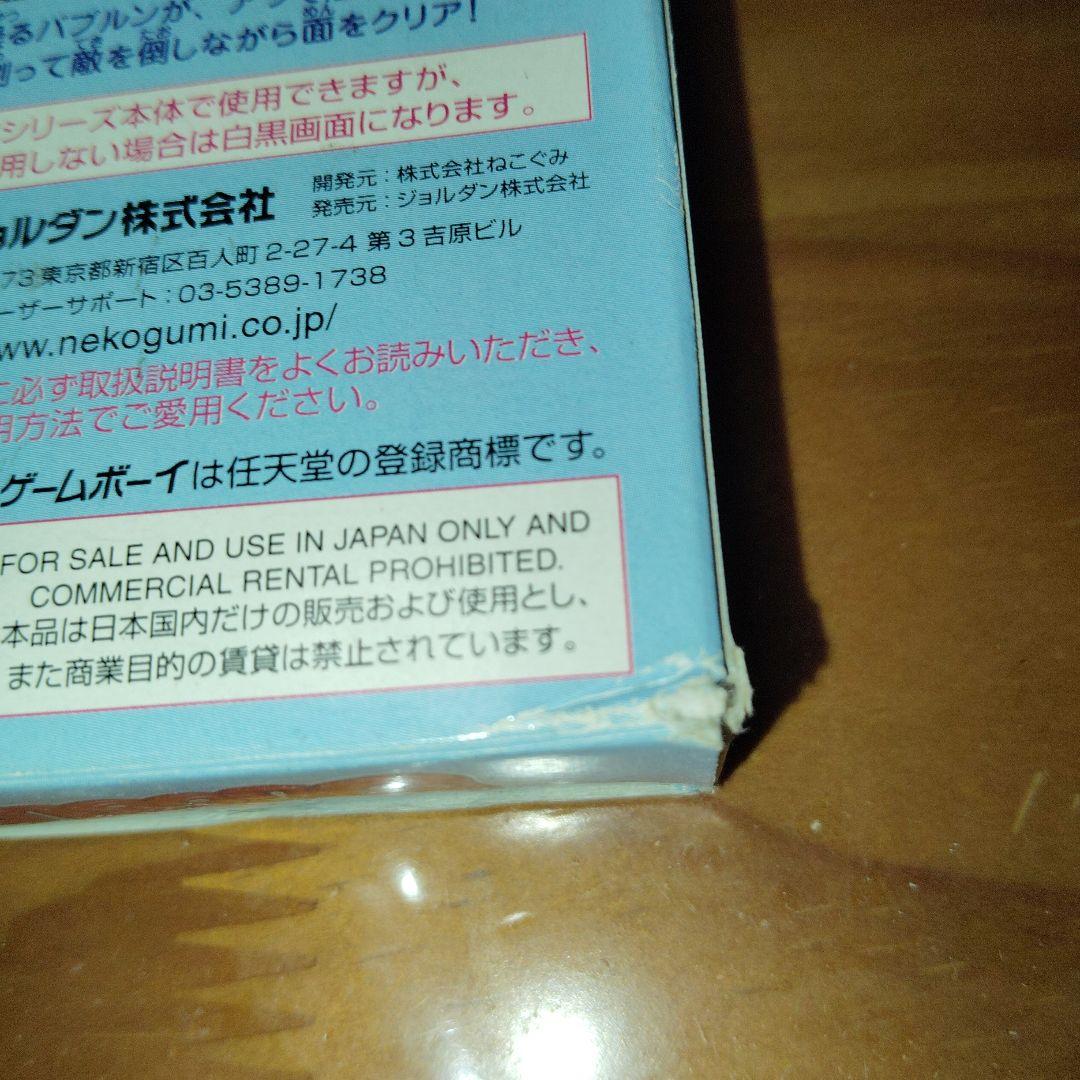 るバブルンが、
割って敵を倒しながら面をクリア！
シリーズ本体で使用できますが、
用しない場合は白黒画面になります。
ョルダン株式会社
開発元：株式会社ねこぐみ
発売元：ジョルダン株式会社
73 東京都新宿区百人町 2-27-4 第3吉原ビル
ーザーサポート：03-5389-1738
ww.nekogumi.co.jp/
に必ず取扱説明書をよくお読みいただき、
用方法でご愛用ください。
ゲームボーイは任天堂の登録商標です。
FOR SALE AND USE IN JAPAN ONLY AND
COMMERCIAL RENTAL PROHIBITED.
本品は日本国内だけの販売および使用とし、
また商業目的の賃貸は禁止されています。